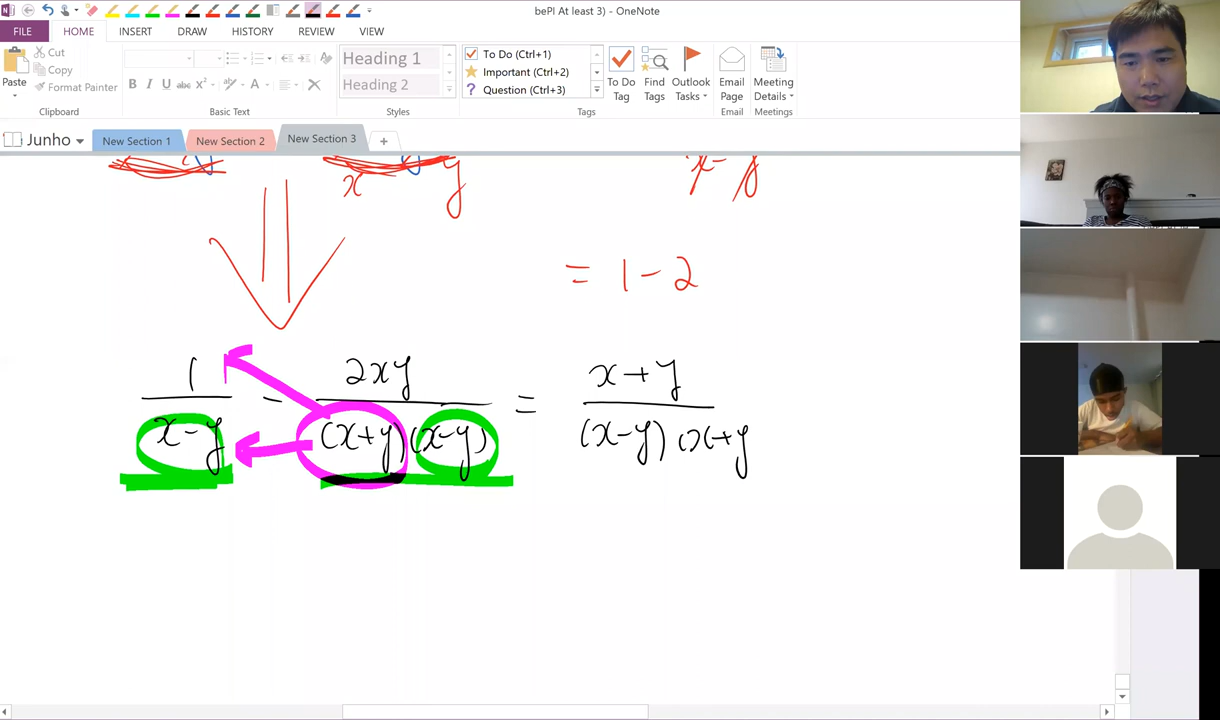 bePI At least 3) - OneNote
FILE HOME INSERT DRAW HISTORY REVIEW VIEW
Paste
Cut
Copy
Format Painter
Clipboard
B I U abc x₂
A
Basic Text
Heading 1
Heading 2
Styles
To Do (Ctrl+1)
Important (Ctrl+2)
? Question (Ctrl+3)
Tags
To Do Tag
Find Tags
Outlook Tasks
Email Page
Email
Meeting Details
Meetings
Junho New Section 1 New Section 2 New Section 3 +
y
x y
x - y
= 1 - 2
1 / x - y - 2xy / (x+y)(x-y) = x+y / (x-y)(x+y